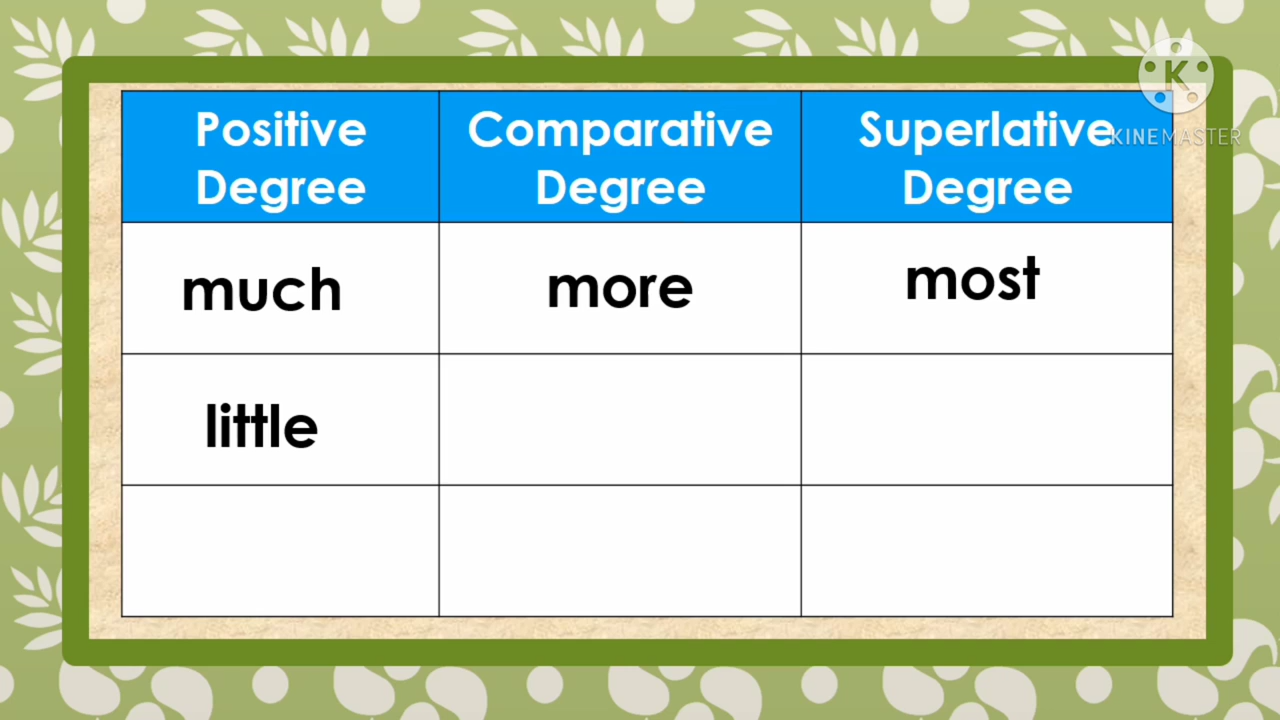 Positive
Degree
Comparative
Degree
Superlative
Degree
K
KINEMASTER
much
more
most
little